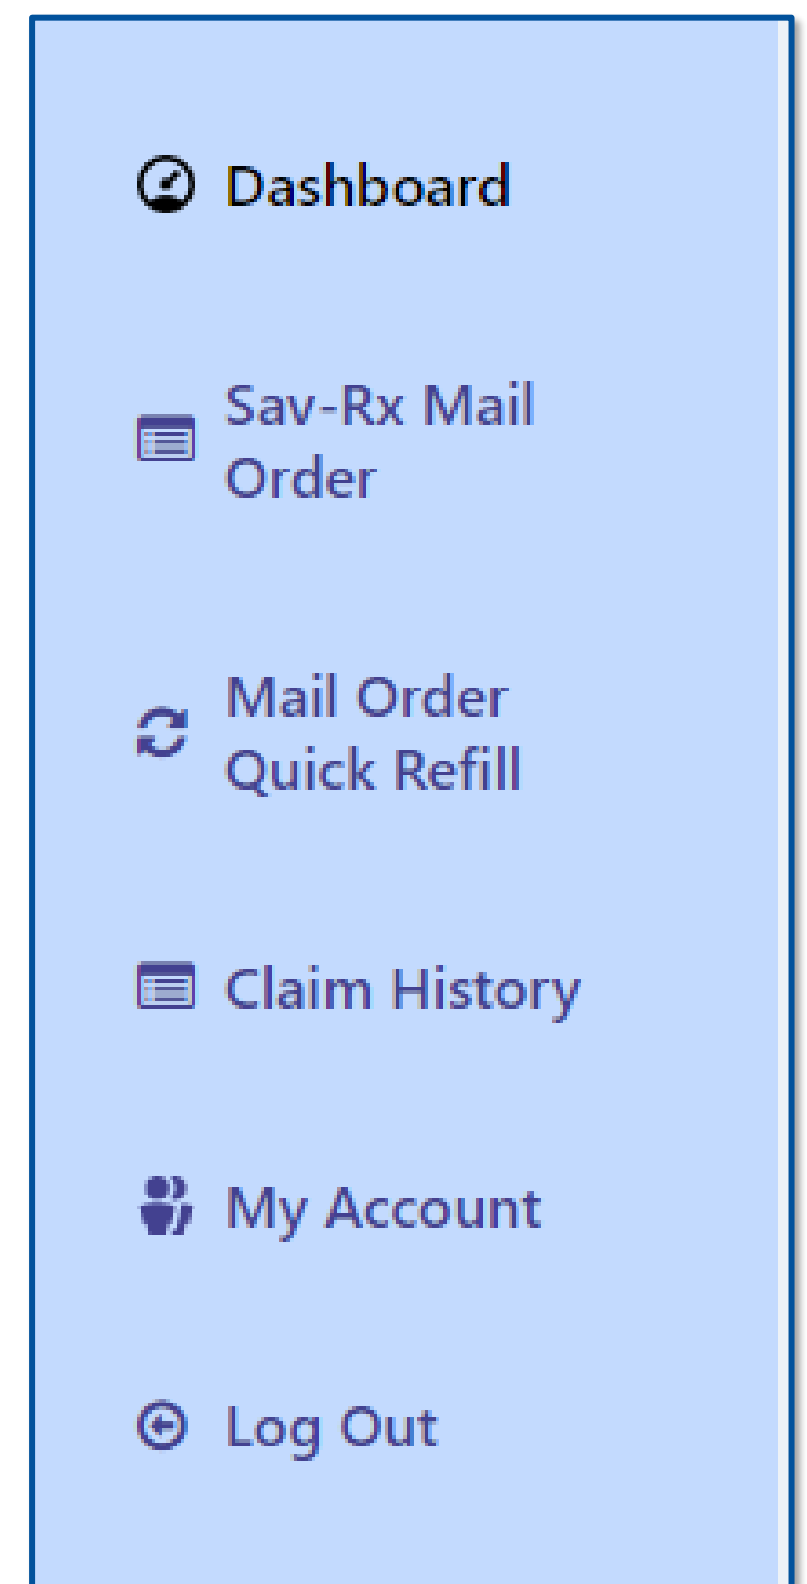 Dashboard
Sav-Rx Mail
Order
Mail Order
Quick Refill
Claim History
My Account
Log Out